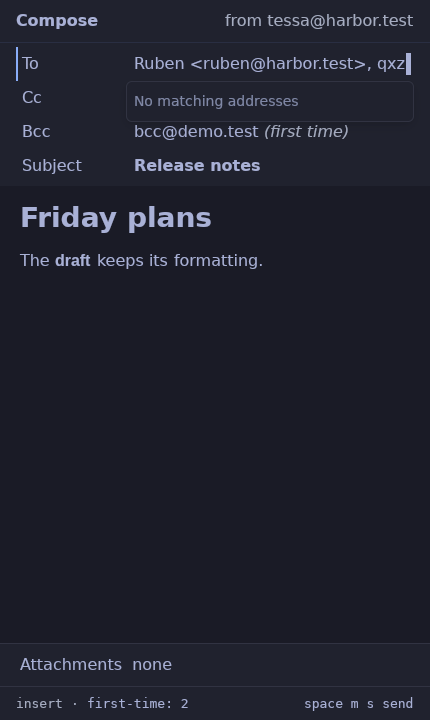 Compose from tessa@harbor.test
To Ruben <ruben@harbor.test>, qxz
Cc
No matching addresses
Bcc bcc@demo.test (first time)
Subject Release notes
Friday plans
The draft keeps its formatting.
Attachments none
insert · first-time: 2 space m s send